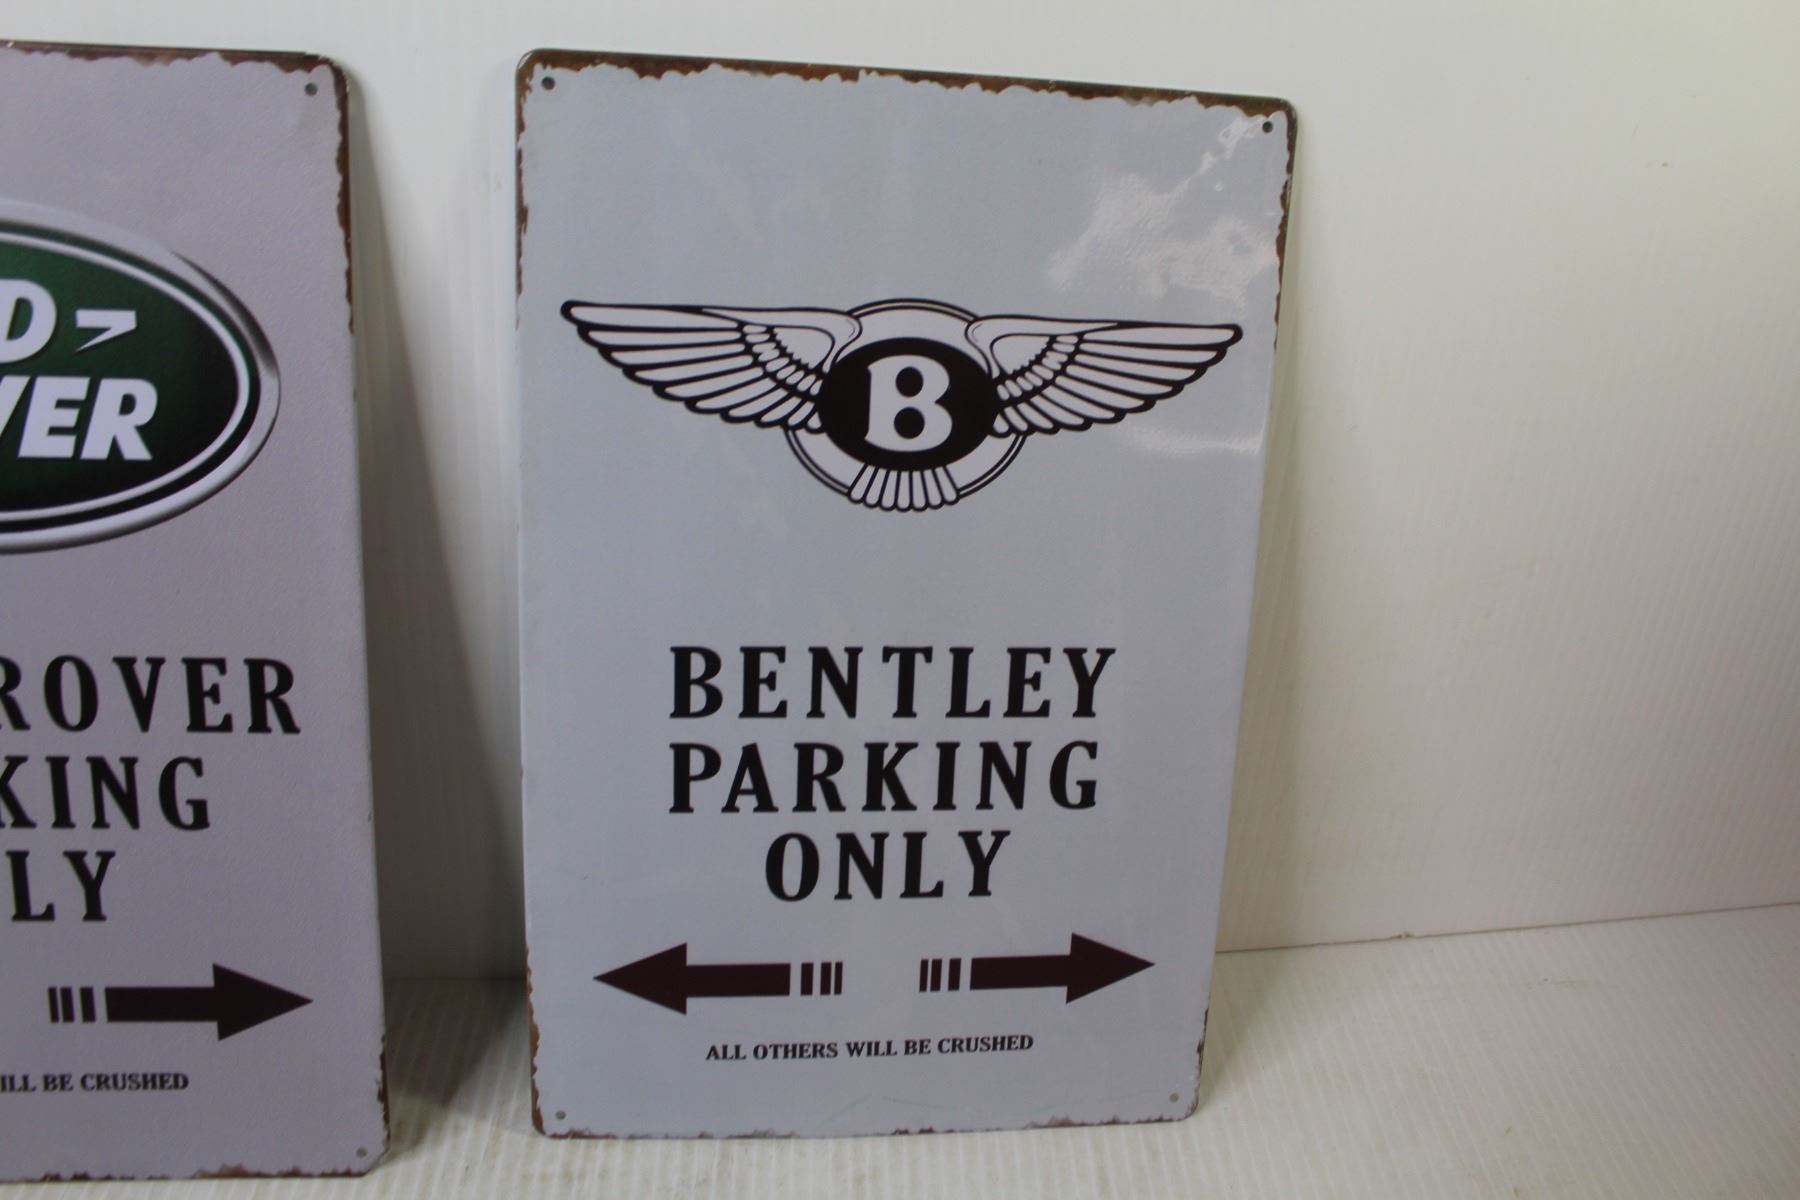 D
VER
ROVER
KING
LY
ILL BE CRUSHED
B
BENTLEY
PARKING
ONLY
ALL OTHERS WILL BE CRUSHED